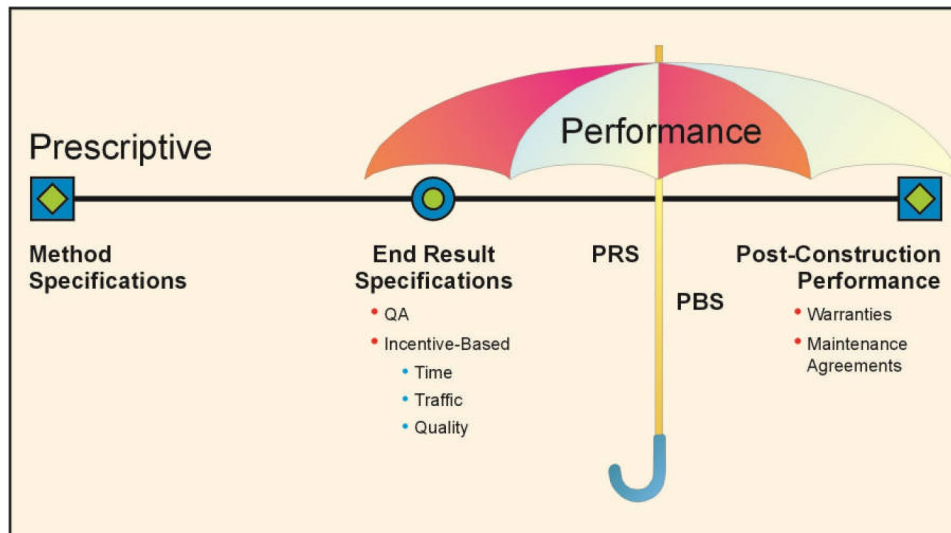 Prescriptive
Performance
Method
Specifications
End Result
Specifications
• QA
• Incentive-Based
• Time
• Traffic
• Quality
PRS
PBS
Post-Construction
Performance
• Warranties
• Maintenance
Agreements